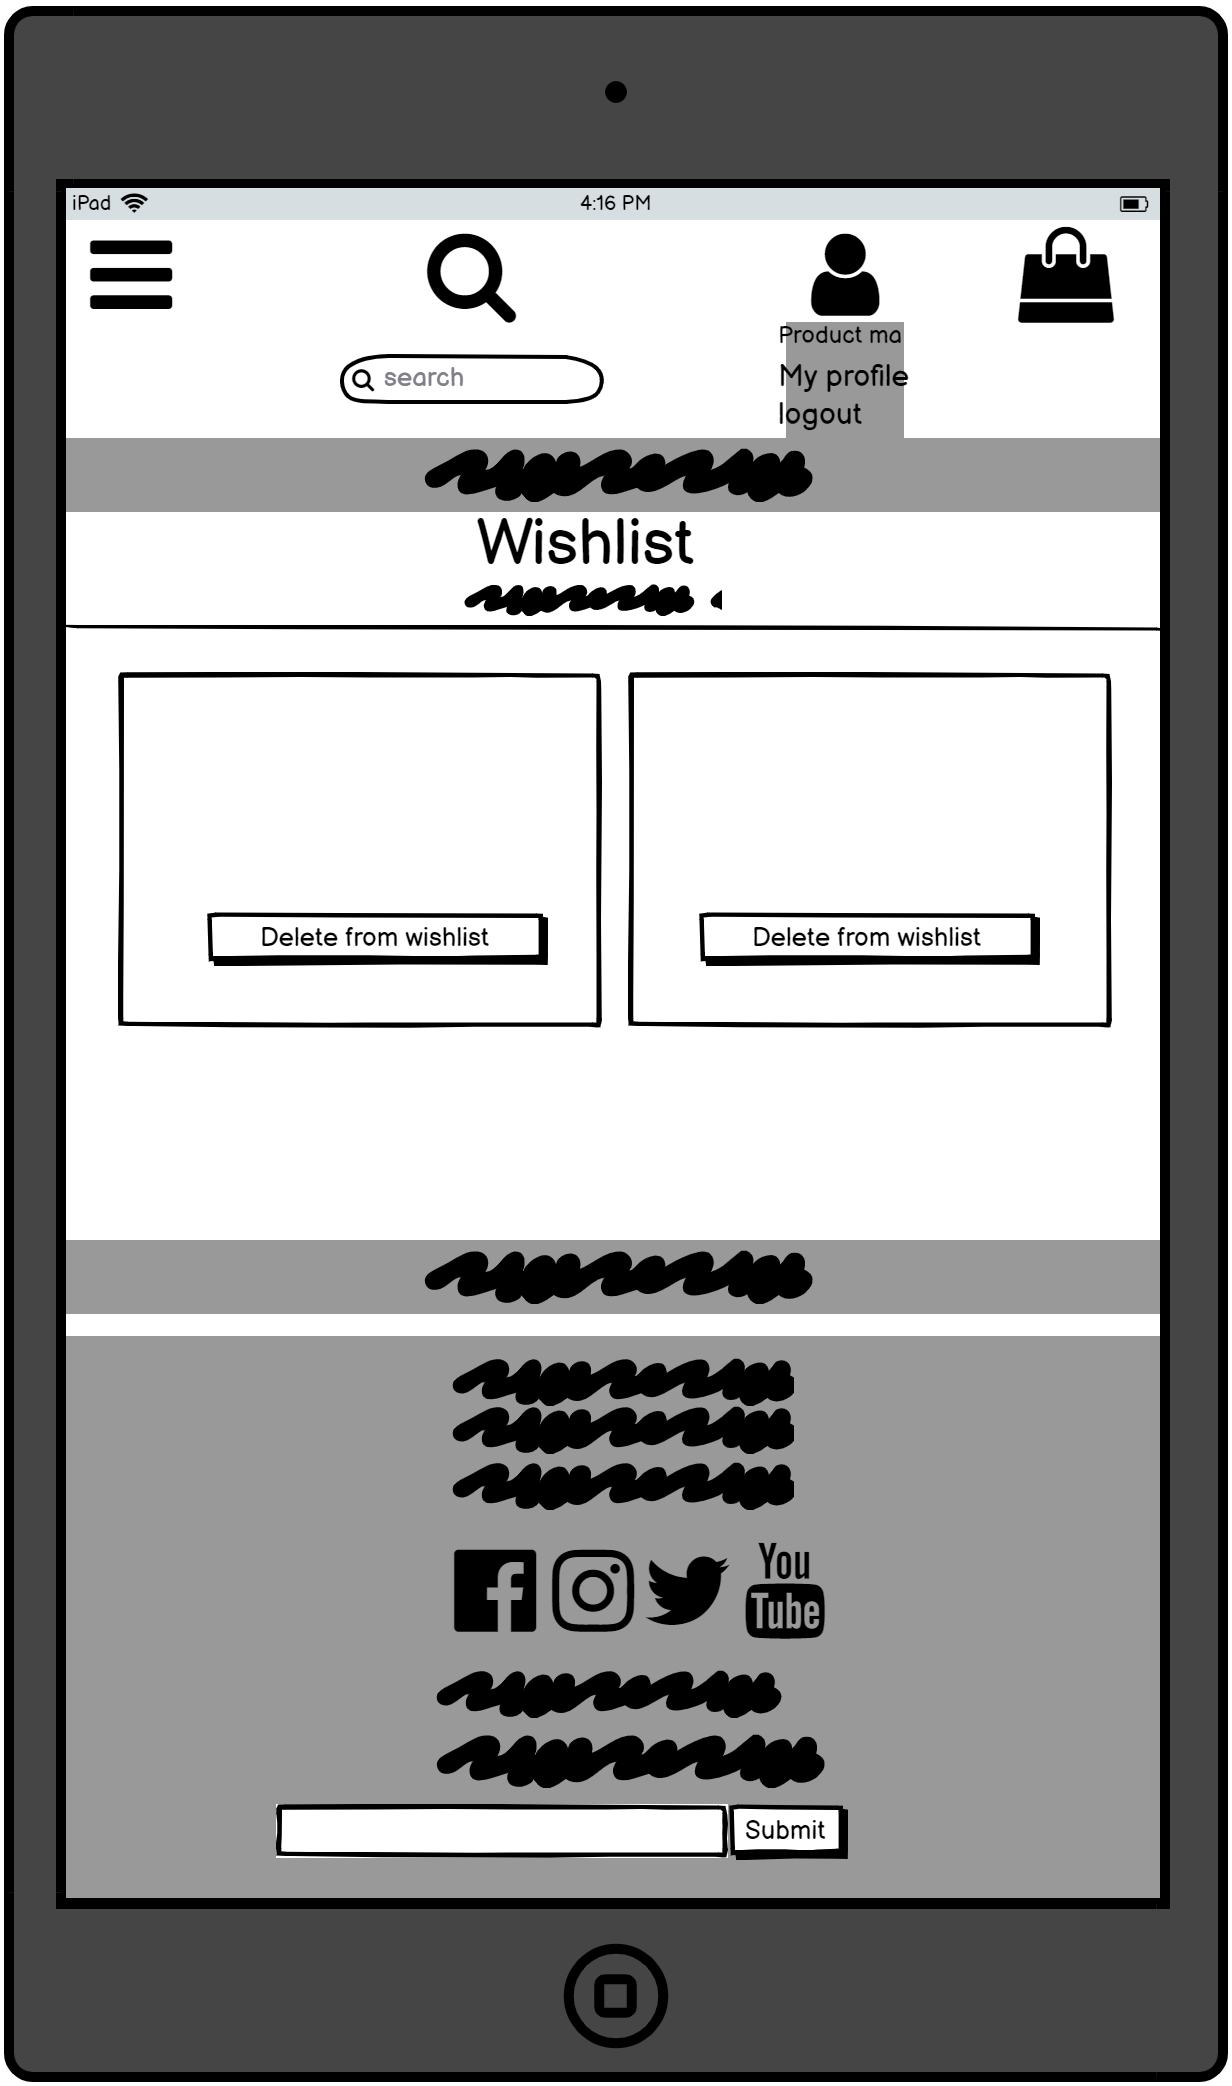 iPad 4:16 PM
search
Product ma
My profile
logout
Wishlist
Delete from wishlist Delete from wishlist
You
Tube
Submit